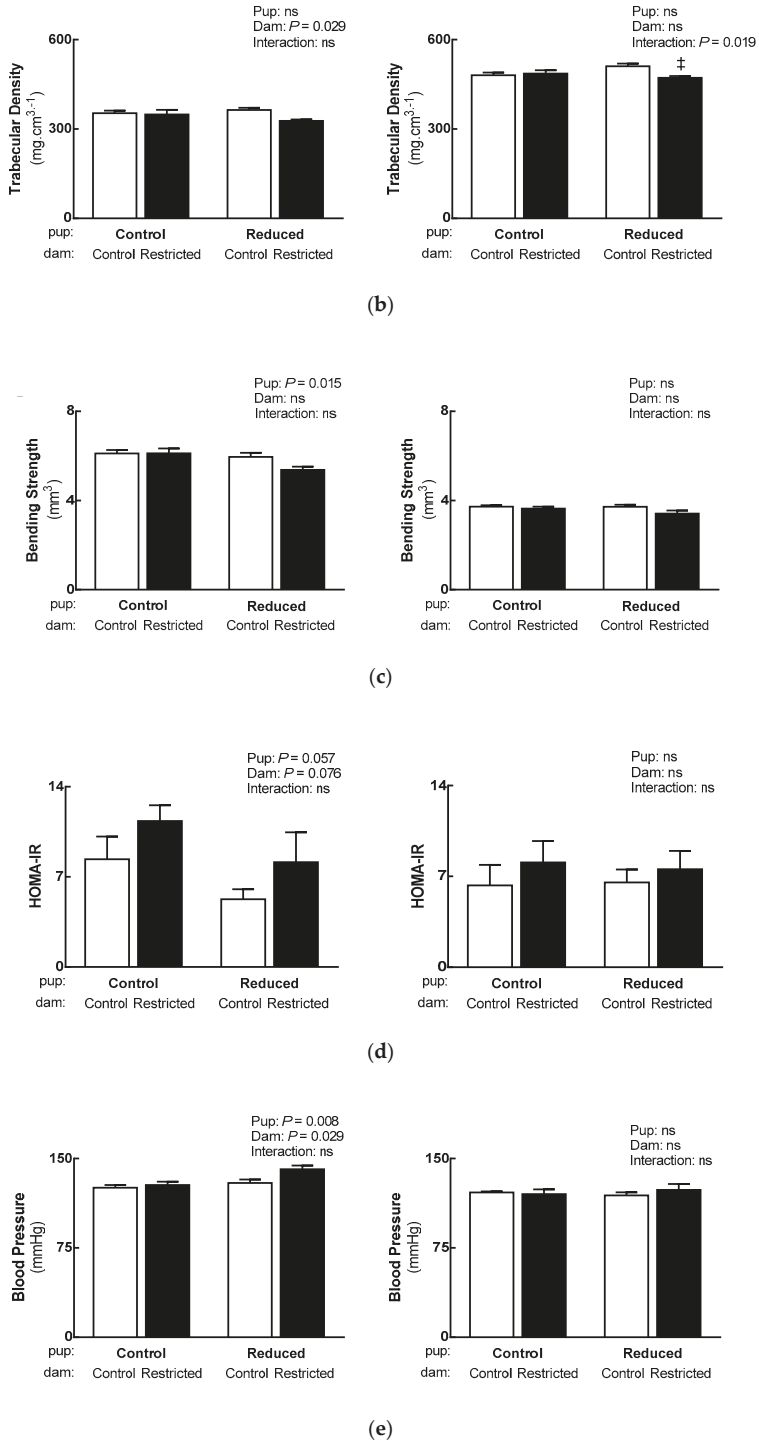 Pup: ns
Dam: P = 0.029
Interaction: ns
600
300
0
Trabecular Density
(mg.cm3.-1)
pup: Control Reduced
dam: Control Restricted Control Restricted
Pup: ns
Dam: ns
Interaction: P = 0.019
‡
600
300
0
Trabecular Density
(mg.cm3.-1)
pup: Control Reduced
dam: Control Restricted Control Restricted
(b)
Pup: P = 0.015
Dam: ns
Interaction: ns
8
4
0
Bending Strength
(mm3)
pup: Control Reduced
dam: Control Restricted Control Restricted
Pup: ns
Dam: ns
Interaction: ns
8
4
0
Bending Strength
(mm3)
pup: Control Reduced
dam: Control Restricted Control Restricted
(c)
Pup: P = 0.057
Dam: P = 0.076
Interaction: ns
14
7
0
HOMA-IR
pup: Control Reduced
dam: Control Restricted Control Restricted
Pup: ns
Dam: ns
Interaction: ns
14
7
0
HOMA-IR
pup: Control Reduced
dam: Control Restricted Control Restricted
(d)
Pup: P = 0.008
Dam: P = 0.029
Interaction: ns
150
75
0
Blood Pressure
(mmHg)
pup: Control Reduced
dam: Control Restricted Control Restricted
Pup: ns
Dam: ns
Interaction: ns
150
75
0
Blood Pressure
(mmHg)
pup: Control Reduced
dam: Control Restricted Control Restricted
(e)